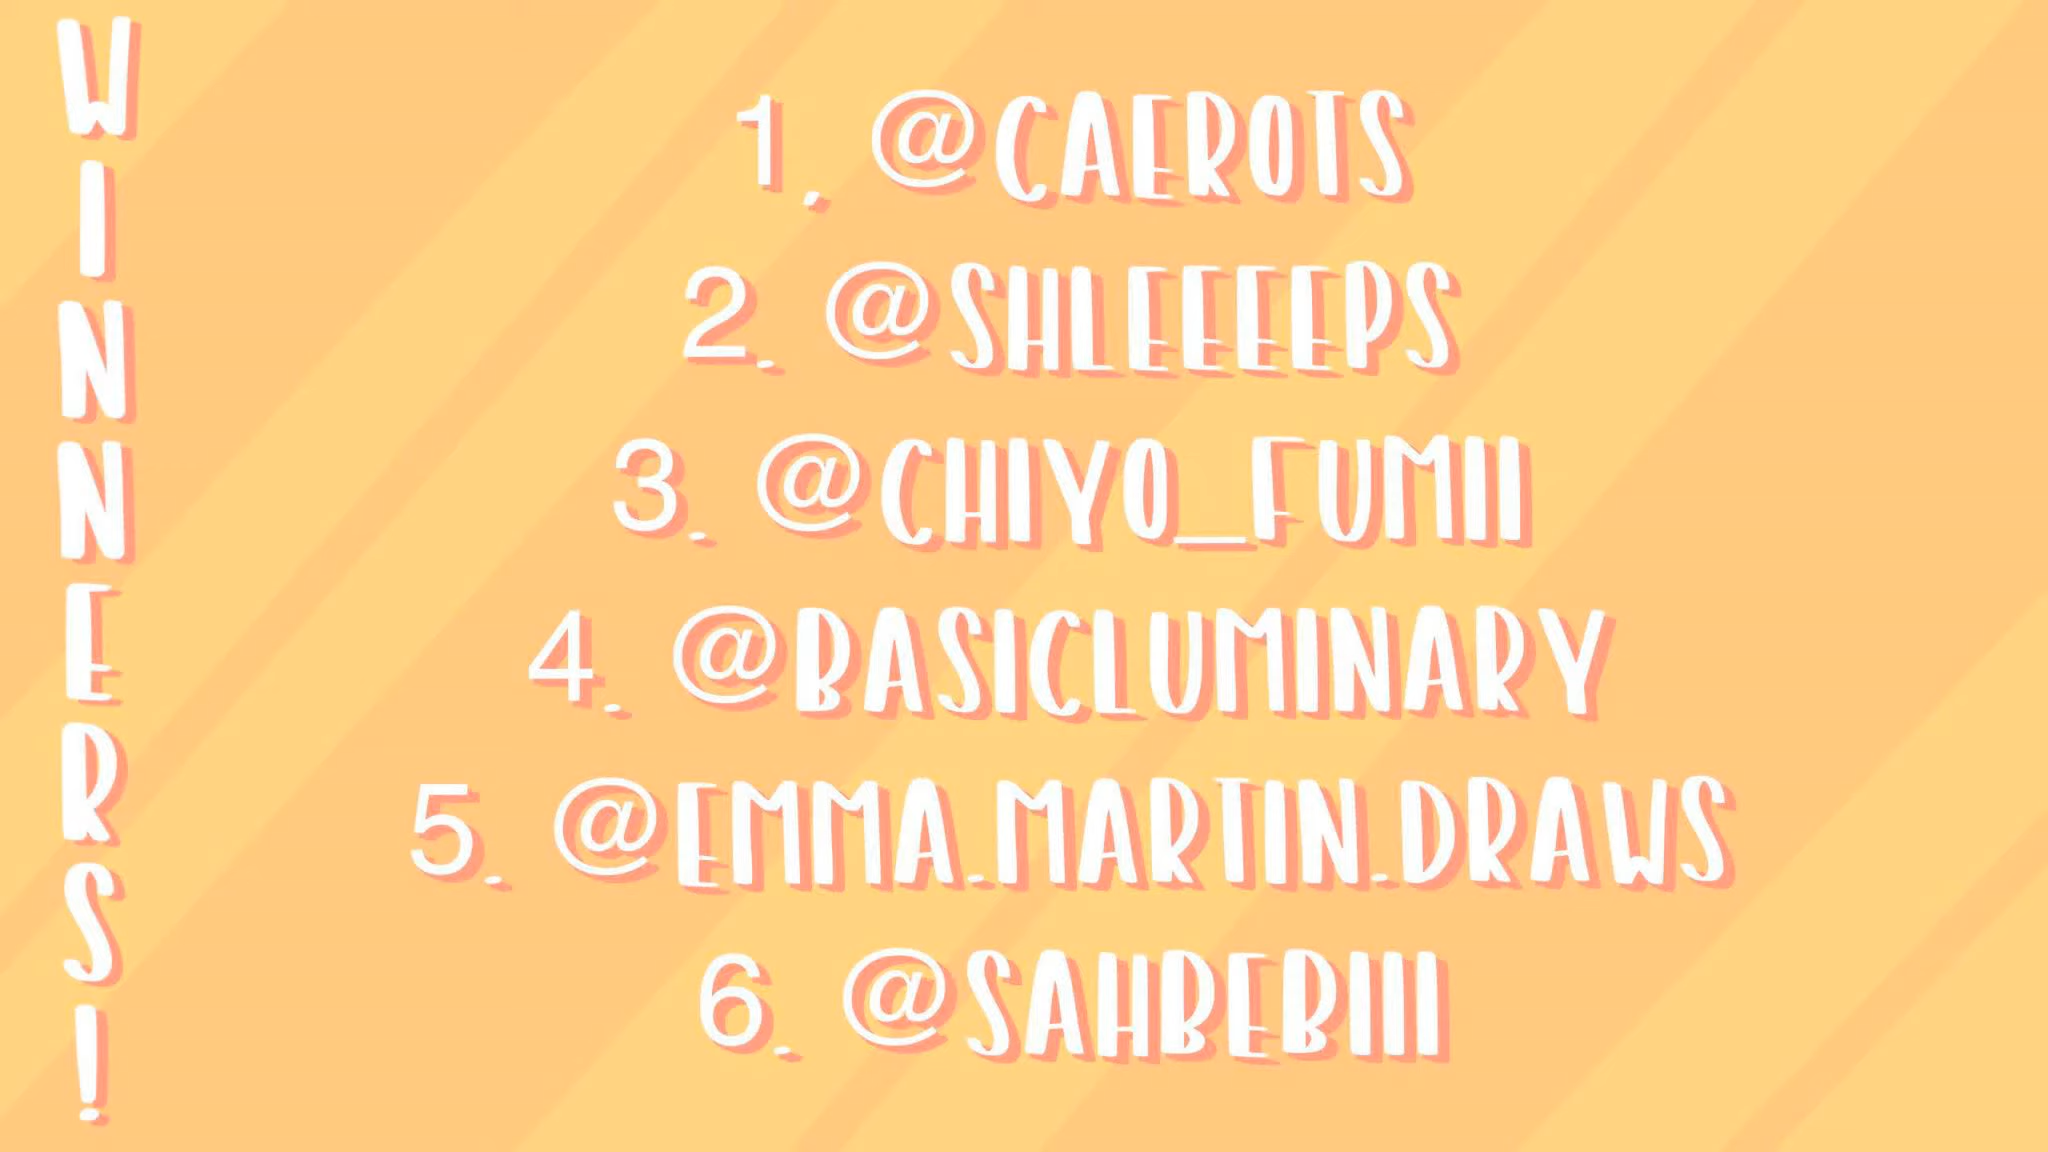 WINNERS!
1. @CAEROTS
2. @SHLEEEEPS
3. @CHIYO_FUMII
4. @BASICLUMINARY
5. @EMMA.MARTIN.DRAWS
6. @SAHBEBIII